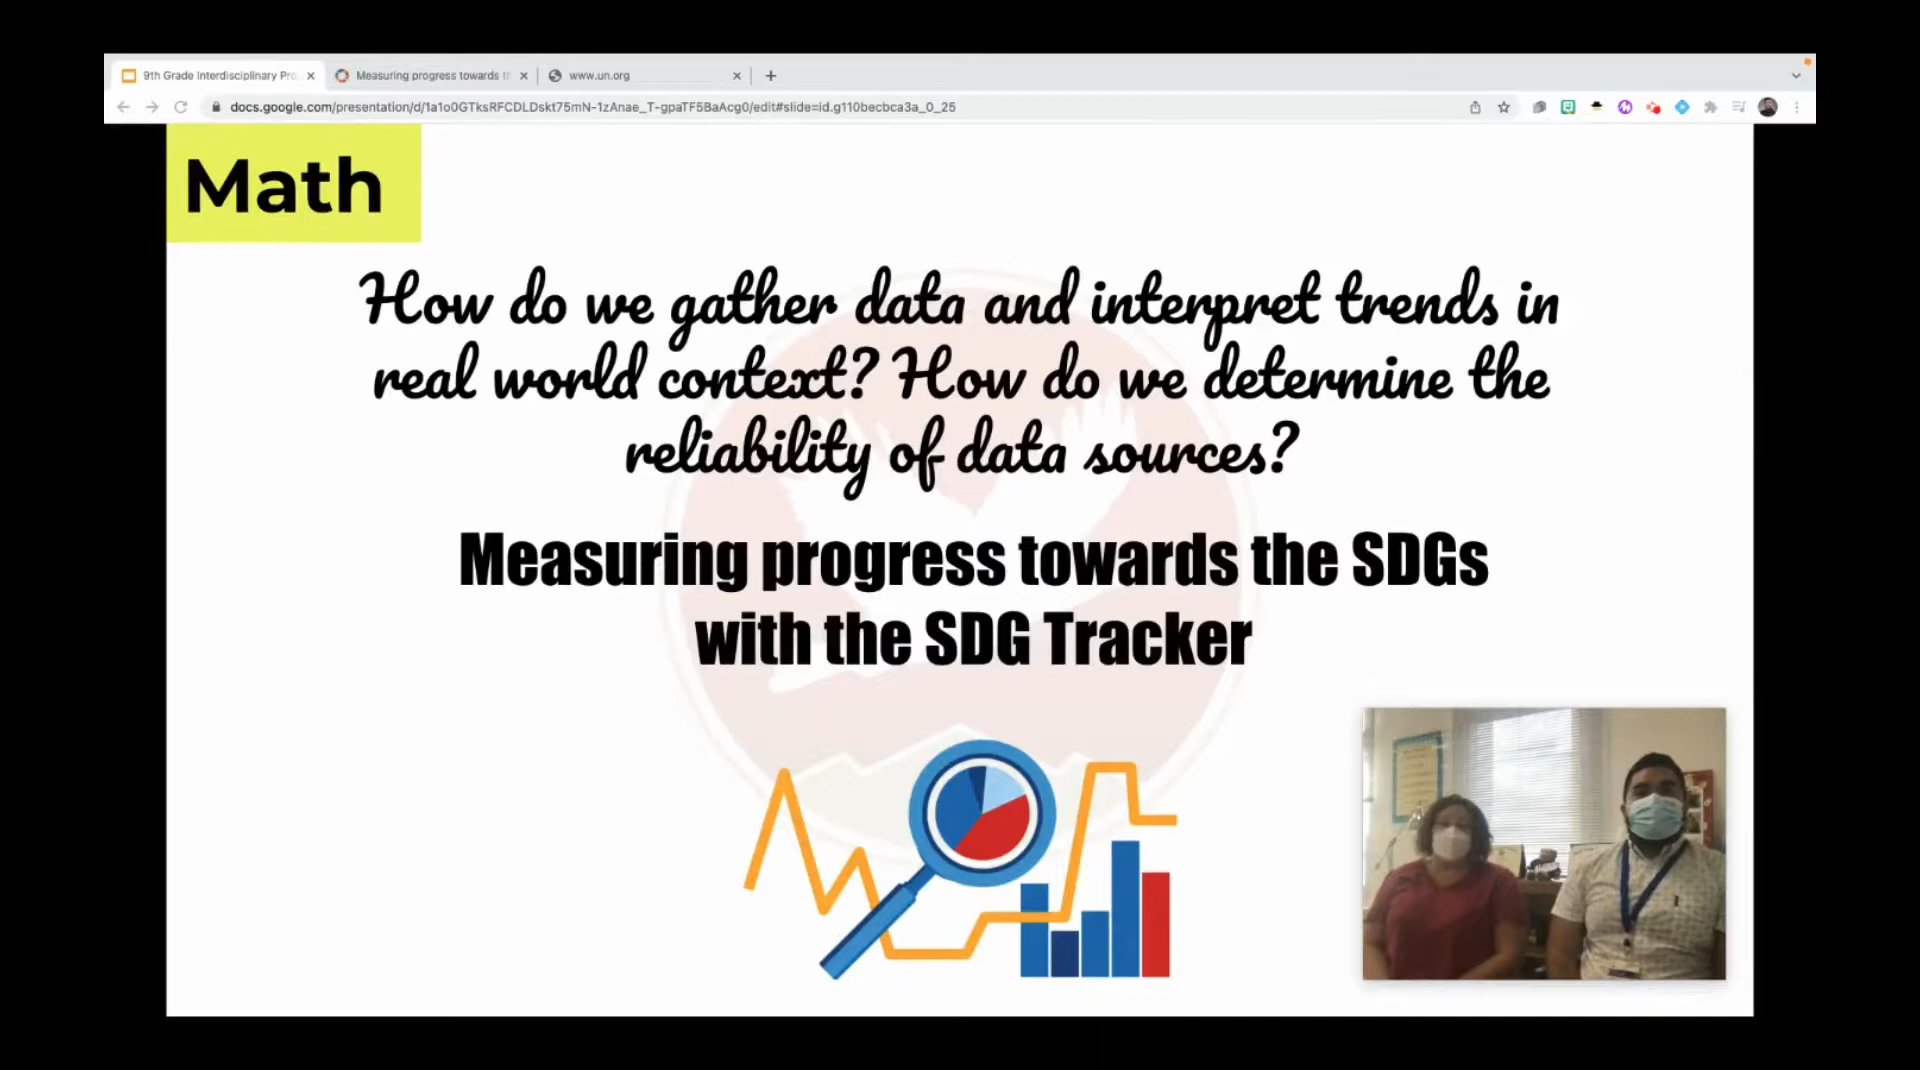 9th Grade Interdisciplinary Pro
Measuring progress towards t
www.un.org
docs.google.com/presentation/d/1a1o0GTksRFCDLDskt75mN-1zAnae_T-gpaTF5BaAcg0/edit#slide=id.g110becbca3a_0_25
Math
How do we gather data and interpret trends in
real world context? How do we determine the
reliability of data sources?
Measuring progress towards the SDGs
with the SDG Tracker